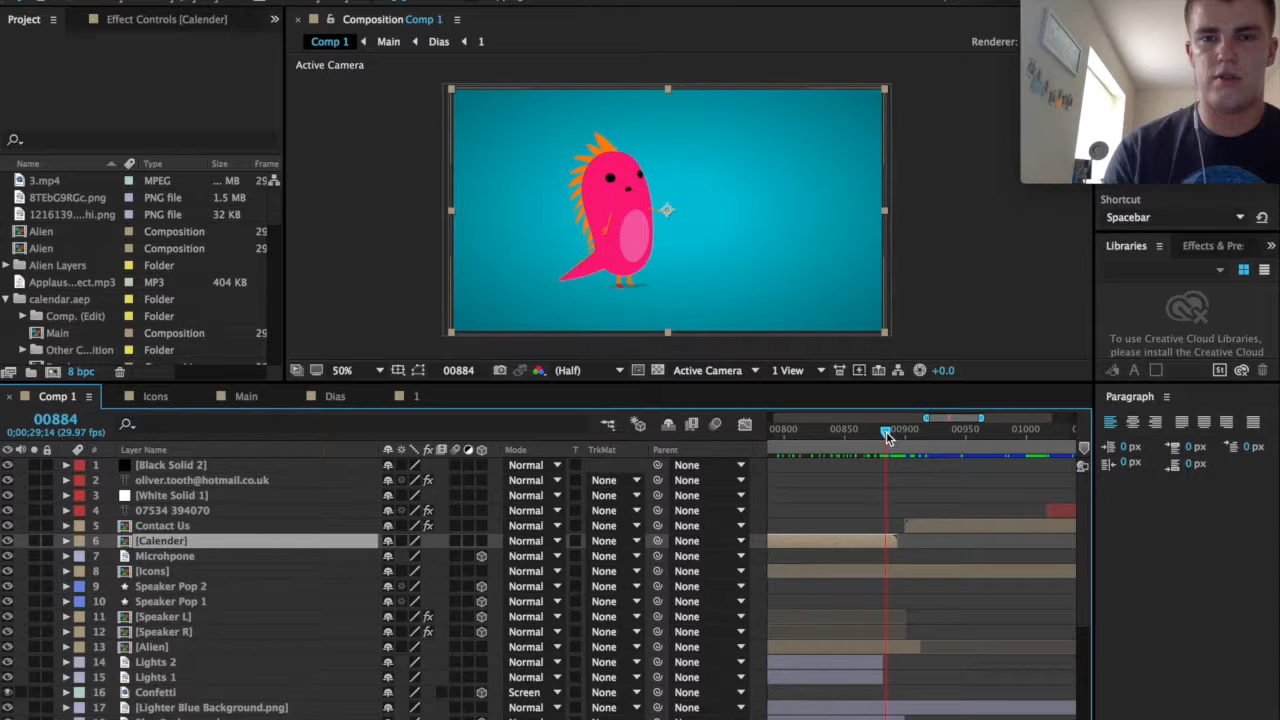 Project
Effect Controls [Calender]
Composition Comp 1
Comp 1 Main Dias 1
Renderer:
Active Camera
Name Type Size Frame
3.mp4 MPEG ... MB 29
8TEbG9RGc.png PNG file 1.5 MB
1216139....hi.png PNG file 32 KB
Alien Composition 29
Alien Composition 29
Alien Layers Folder
Applaus...ect.mp3 MP3 404 KB
calendar.aep Folder
Comp. (Edit) Folder
Main Composition 29
Other C...ition Folder
8 bpc
50% 00884 (Half) Active Camera 1 View +0.0
Shortcut
Spacebar
Libraries Effects & Pre:
To use Creative Cloud Libraries,
please install the Creative Cloud
Paragraph
0 px 0 px 0 px
0 px 0 px
Comp 1 Icons Main Dias 1
00884
0;00;29;14 (29.97 fps)
00800 00850 00900 00950 01000
# Layer Name Mode T TrkMat Parent
1 [Black Solid 2] Normal None
2 oliver.tooth@hotmail.co.uk Normal None None
3 [White Solid 1] Normal None None
4 T 07534 394070 Normal None None
5 Contact Us Normal None None
6 [Calender] Normal None None
7 Microhpone Normal None None
8 [Icons] Normal None None
9 Speaker Pop 2 Normal None None
10 Speaker Pop 1 Normal None None
11 [Speaker L] Normal None None
12 [Speaker R] Normal None None
13 [Alien] Normal None None
14 Lights 2 Normal None None
15 Lights 1 Normal None None
16 Confetti Screen None None
17 [Lighter Blue Background.png] Normal None None